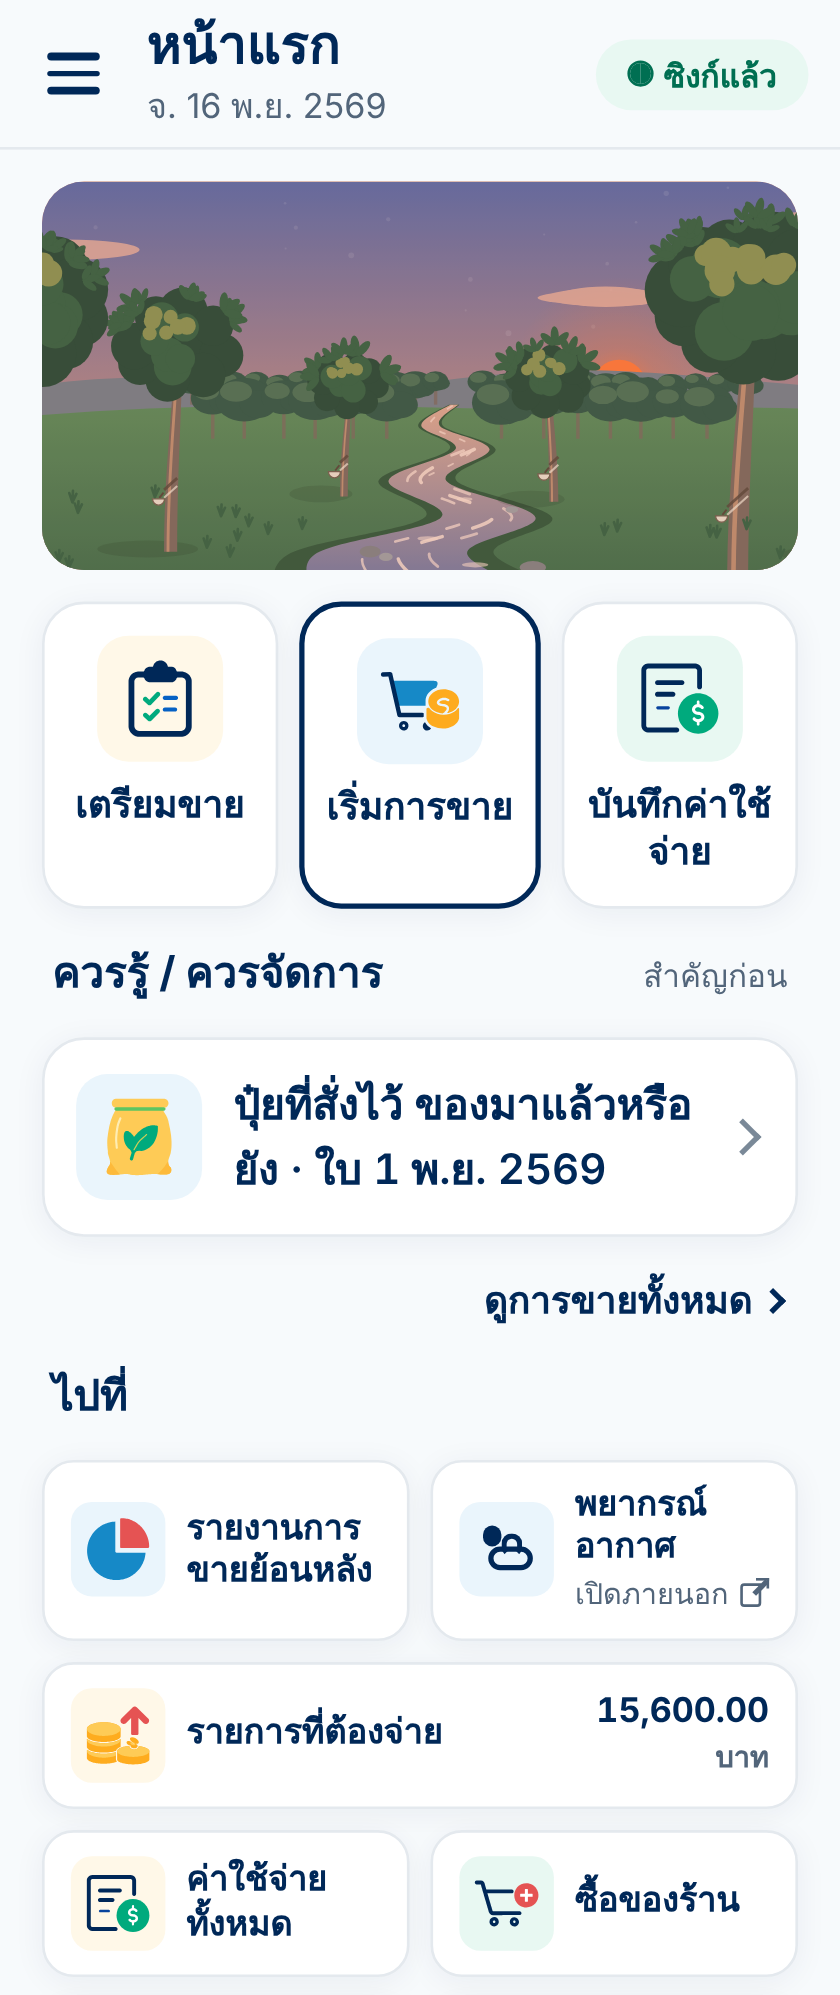 หน้าแรก
จ. 16 พ.ย. 2569
ซิงก์แล้ว
เตรียมขาย
เริ่มการขาย
บันทึกค่าใช้
จ่าย
ควรรู้ / ควรจัดการ
สำคัญก่อน
ปุ๋ยที่สั่งไว้ ของมาแล้วหรือ
ยัง · ใบ 1 พ.ย. 2569
ดูการขายทั้งหมด
ไปที่
รายงานการ
ขายย้อนหลัง
พยากรณ์
อากาศ
เปิดภายนอก
รายการที่ต้องจ่าย
15,600.00
บาท
ค่าใช้จ่าย
ทั้งหมด
ซื้อของร้าน